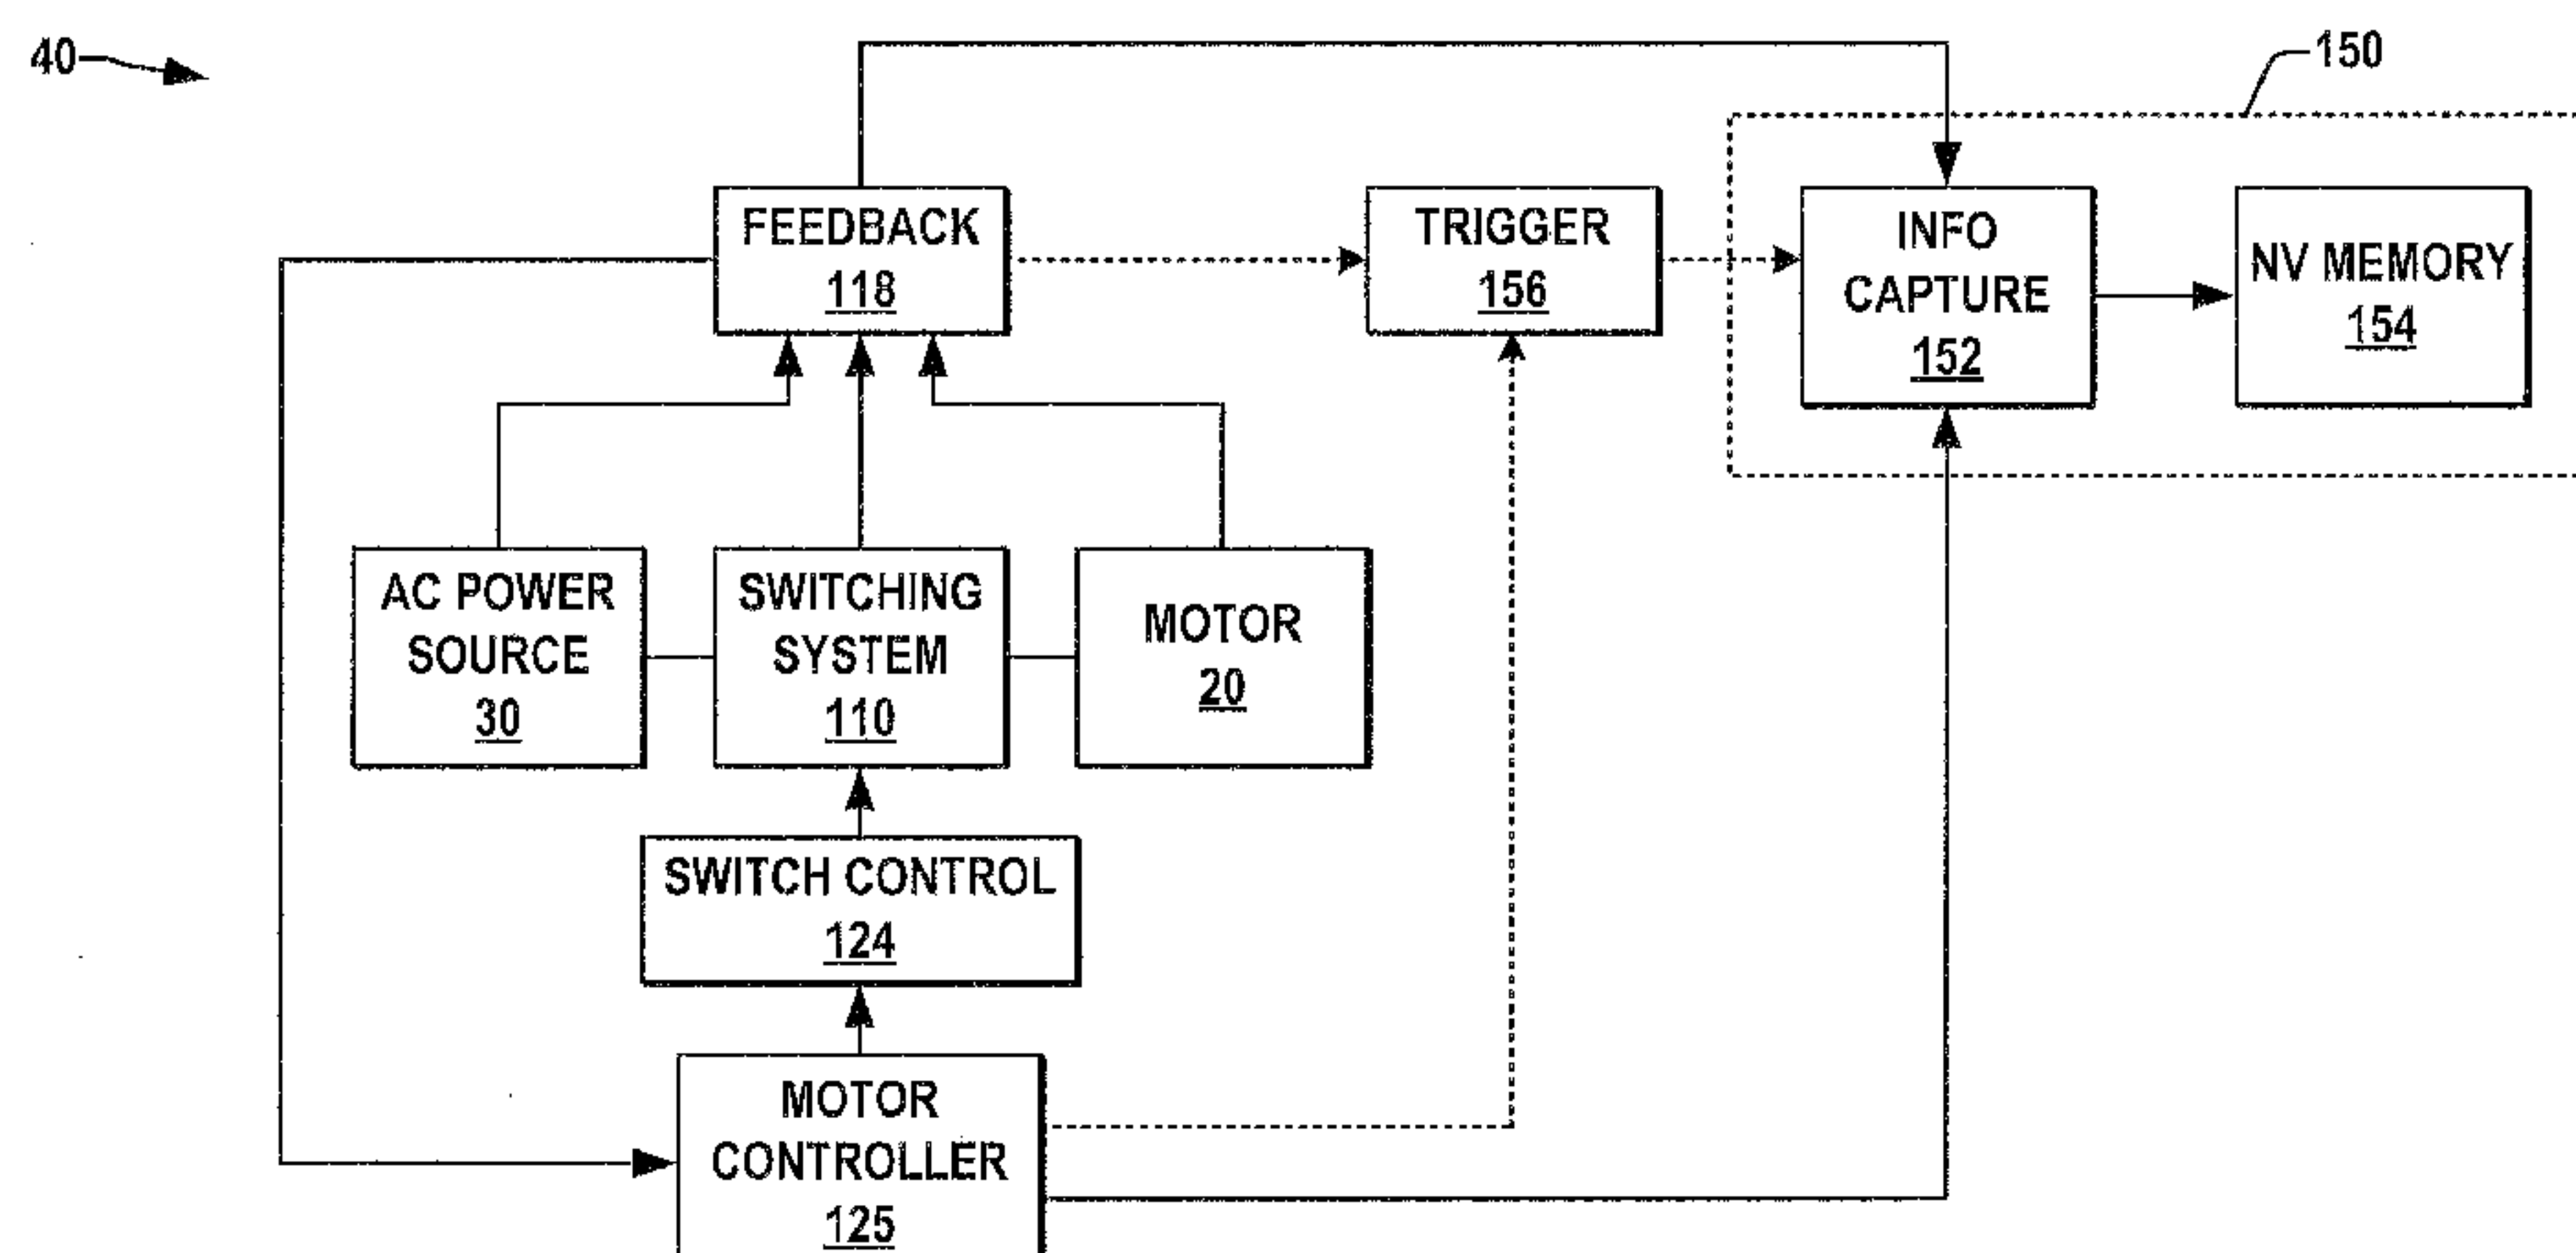 40
150
FEEDBACK
118
TRIGGER
156
INFO
CAPTURE
152
NV MEMORY
154
AC POWER
SOURCE
30
SWITCHING
SYSTEM
110
MOTOR
20
SWITCH CONTROL
124
MOTOR
CONTROLLER
125